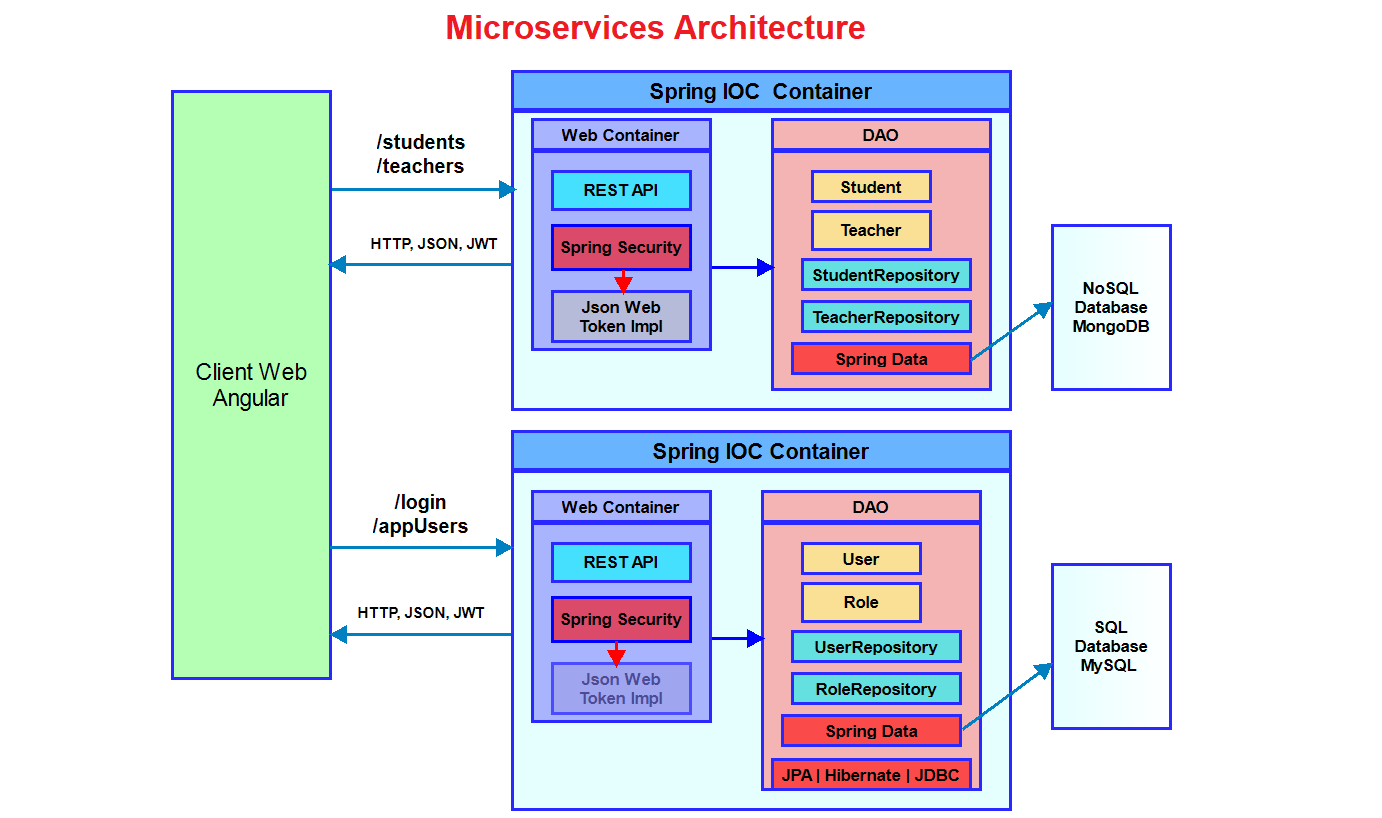 Microservices Architecture
Spring IOC Container
/students
/teachers
HTTP, JSON, JWT
Web Container
REST API
Spring Security
Json Web
Token Impl
DAO
Student
Teacher
StudentRepository
TeacherRepository
Spring Data
NoSQL
Database
MongoDB
Client Web
Angular
Spring IOC Container
/login
/appUsers
HTTP, JSON, JWT
Web Container
REST API
Spring Security
Json Web
Token Impl
DAO
User
Role
UserRepository
RoleRepository
Spring Data
JPA | Hibernate | JDBC
SQL
Database
MySQL